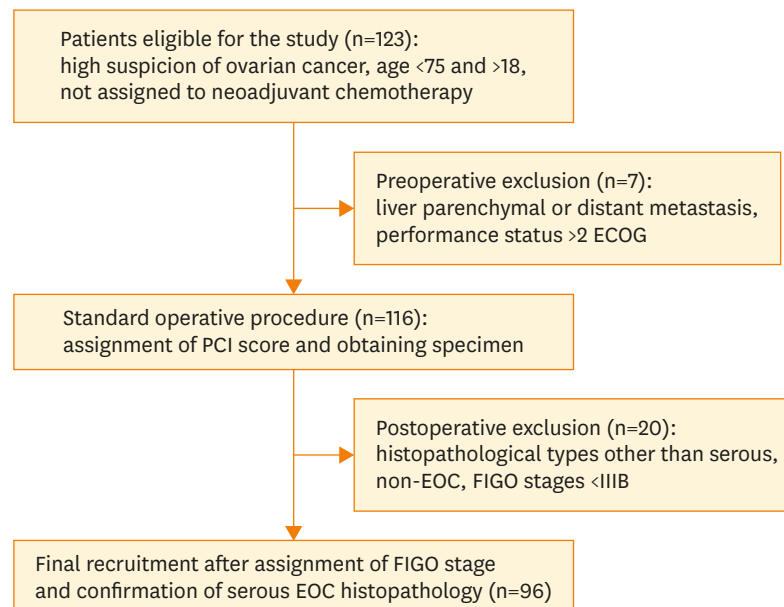 Patients eligible for the study (n=123):
high suspicion of ovarian cancer, age <75 and >18,
not assigned to neoadjuvant chemotherapy
Preoperative exclusion (n=7):
liver parenchymal or distant metastasis,
performance status >2 ECOG
Standard operative procedure (n=116):
assignment of PCI score and obtaining specimen
Postoperative exclusion (n=20):
histopathological types other than serous,
non-EOC, FIGO stages <IIIB
Final recruitment after assignment of FIGO stage
and confirmation of serous EOC histopathology (n=96)